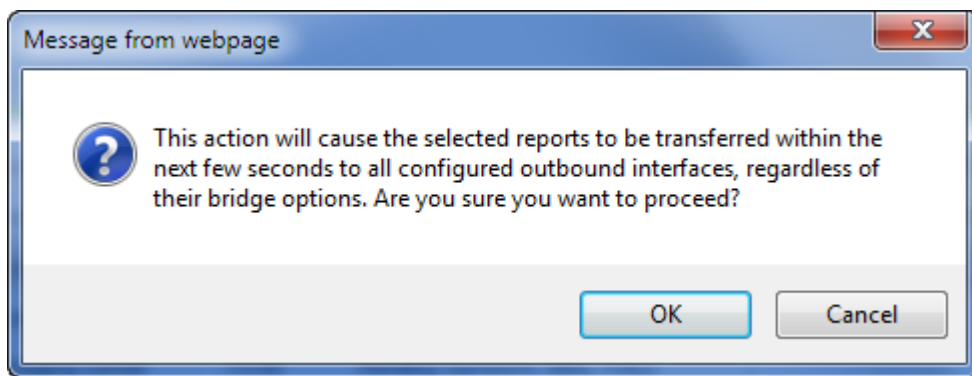 Message from webpage
This action will cause the selected reports to be transferred within the
next few seconds to all configured outbound interfaces, regardless of
their bridge options. Are you sure you want to proceed?
OK
Cancel